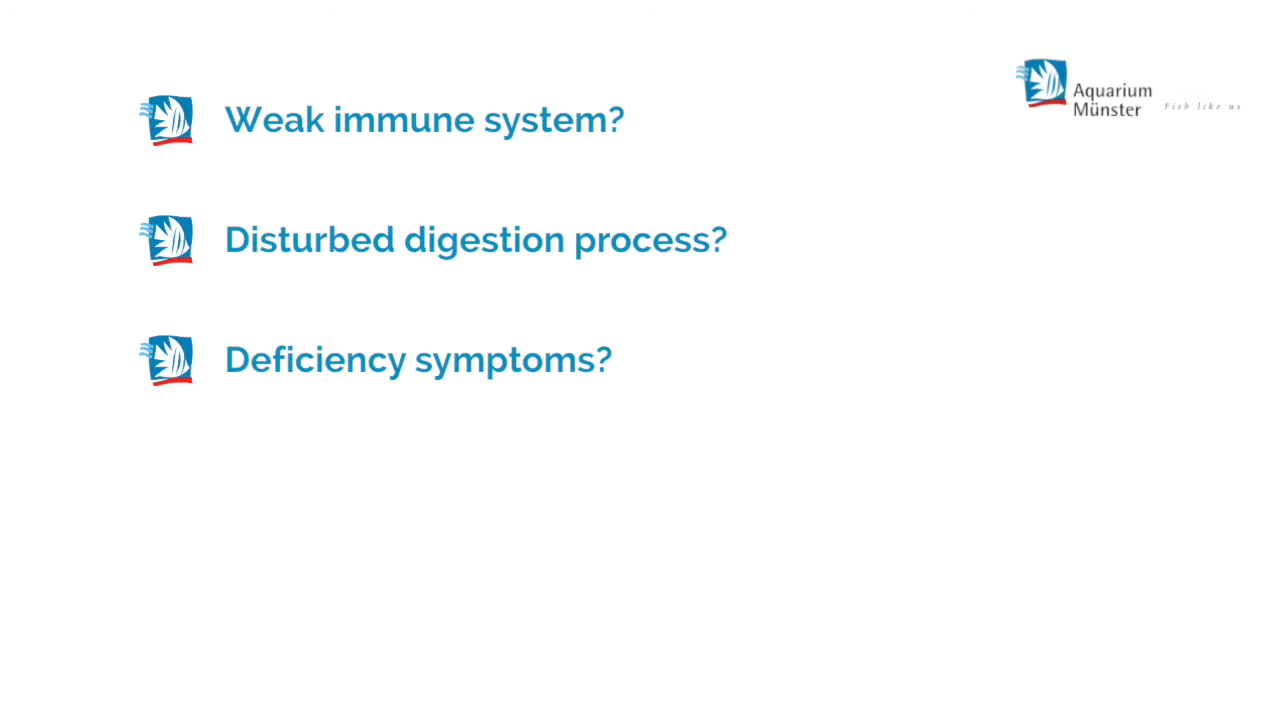 Aquarium
Münster
Fish like us
Weak immune system?
Disturbed digestion process?
Deficiency symptoms?